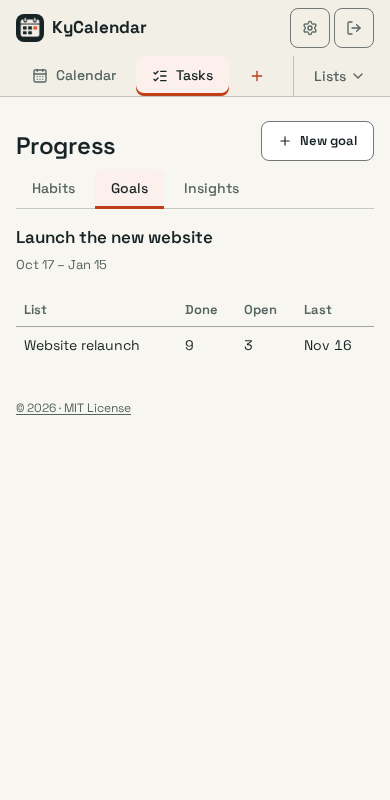 KyCalendar
Calendar Tasks + Lists
Progress
+ New goal
Habits Goals Insights
Launch the new website
Oct 17 – Jan 15
List Done Open Last
Website relaunch 9 3 Nov 16
© 2026 · MIT License